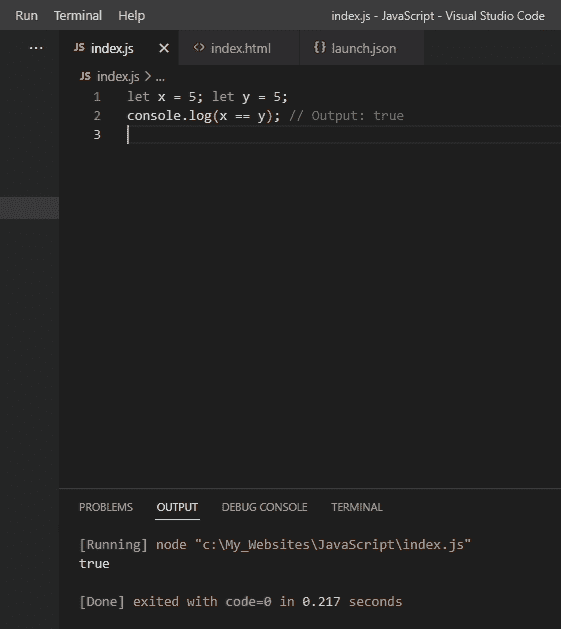 Run Terminal Help index.js - JavaScript - Visual Studio Code
... JS index.js × <> index.html {} launch.json
JS index.js > ...
1 let x = 5; let y = 5;
2 console.log(x == y); // Output: true
3
PROBLEMS OUTPUT DEBUG CONSOLE TERMINAL
[Running] node "c:\My_Websites\JavaScript\index.js"
true
[Done] exited with code=0 in 0.217 seconds